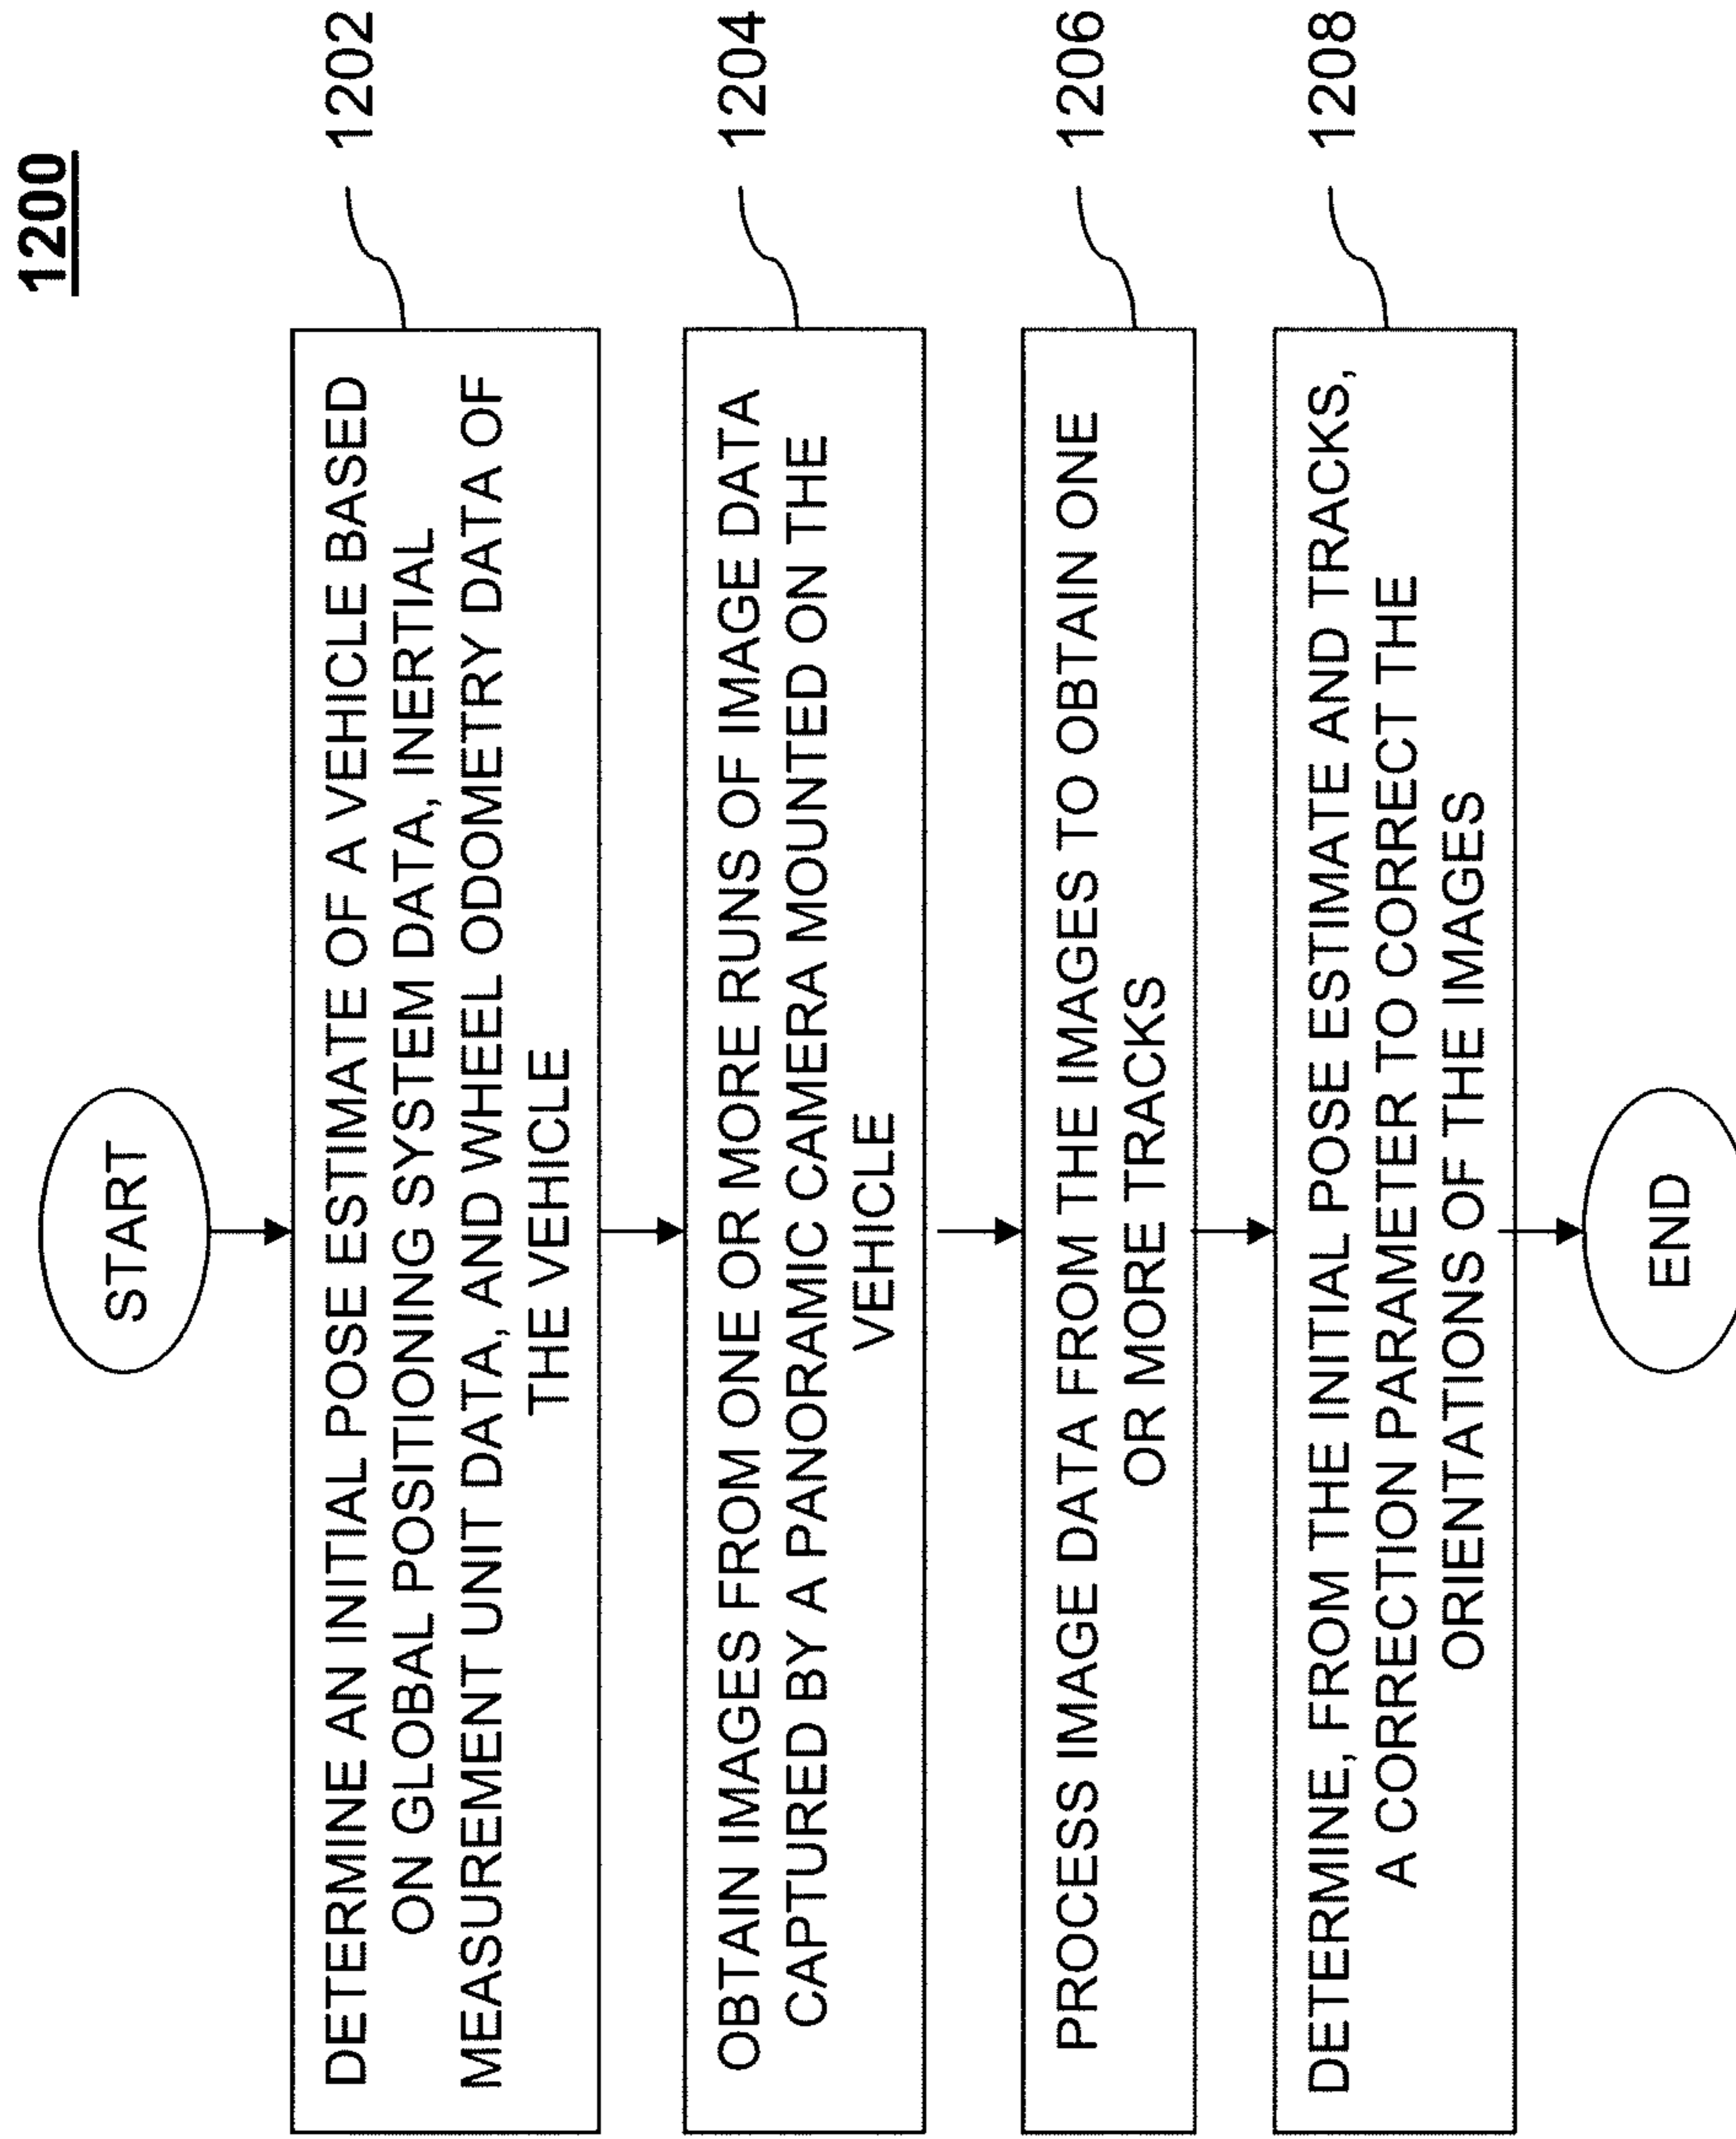 1200
START
DETERMINE AN INITIAL POSE ESTIMATE OF A VEHICLE BASED
ON GLOBAL POSITIONING SYSTEM DATA, INERTIAL
MEASUREMENT UNIT DATA, AND WHEEL ODOMETRY DATA OF
THE VEHICLE
1202
OBTAIN IMAGES FROM ONE OR MORE RUNS OF IMAGE DATA
CAPTURED BY A PANORAMIC CAMERA MOUNTED ON THE
VEHICLE
1204
PROCESS IMAGE DATA FROM THE IMAGES TO OBTAIN ONE
OR MORE TRACKS
1206
DETERMINE, FROM THE INITIAL POSE ESTIMATE AND TRACKS,
A CORRECTION PARAMETER TO CORRECT THE
ORIENTATIONS OF THE IMAGES
1208
END